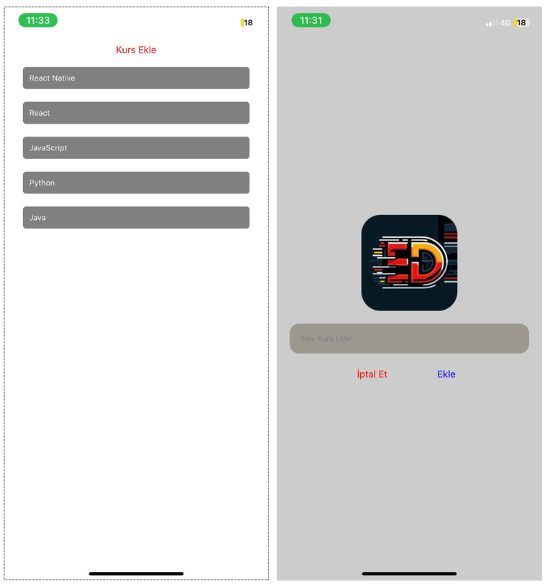 11:33
18
Kurs Ekle
React Native
React
JavaScript
Python
Java
11:31
4G
18
ED
Yeni Kurs Ekle!
İptal Et
Ekle